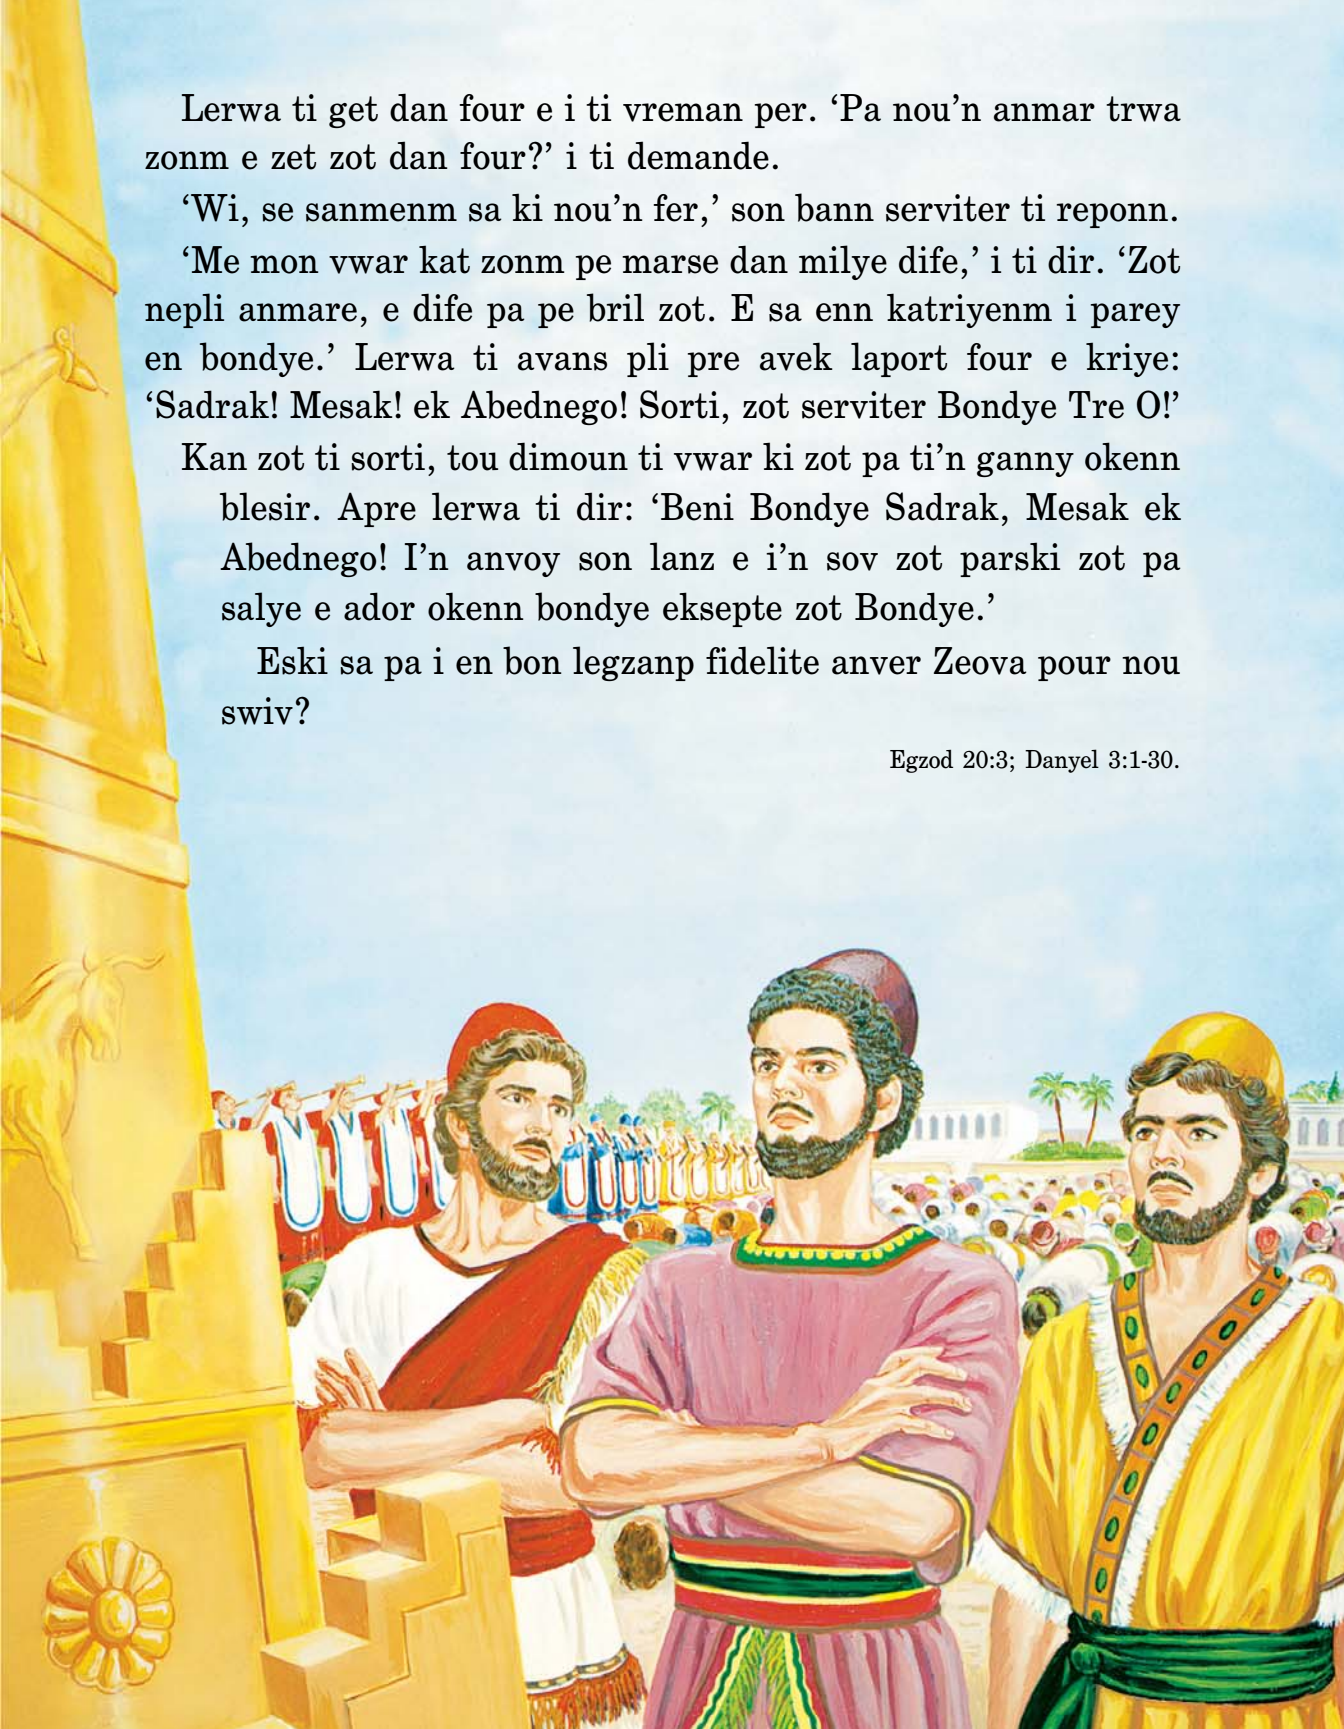 Lerwa ti get dan four e i ti vreman per. ‘Pa nou’n anmar trwa
zonm e zet zot dan four?’ i ti demande.
‘Wi, se sanmenm sa ki nou’n fer,’ son bann serviter ti reponn.
‘Me mon vwar kat zonm pe marse dan milye dife,’ i ti dir. ‘Zot
nepli anmare, e dife pa pe bril zot. E sa enn katriyenm i parey
en bondye.’ Lerwa ti avans pli pre avek laport four e kriye:
‘Sadrak! Mesak! ek Abednego! Sorti, zot serviter Bondye Tre O!’
Kan zot ti sorti, tou dimoun ti vwar ki zot pa ti’n ganny okenn
blesir. Apre lerwa ti dir: ‘Beni Bondye Sadrak, Mesak ek
Abednego! I’n anvoy son lanz e i’n sov zot parski zot pa
salye e ador okenn bondye eksepte zot Bondye.’
Eski sa pa i en bon legzanp fidelite anver Zeova pour nou
swiv?
Egzod 20:3; Danyel 3:1-30.